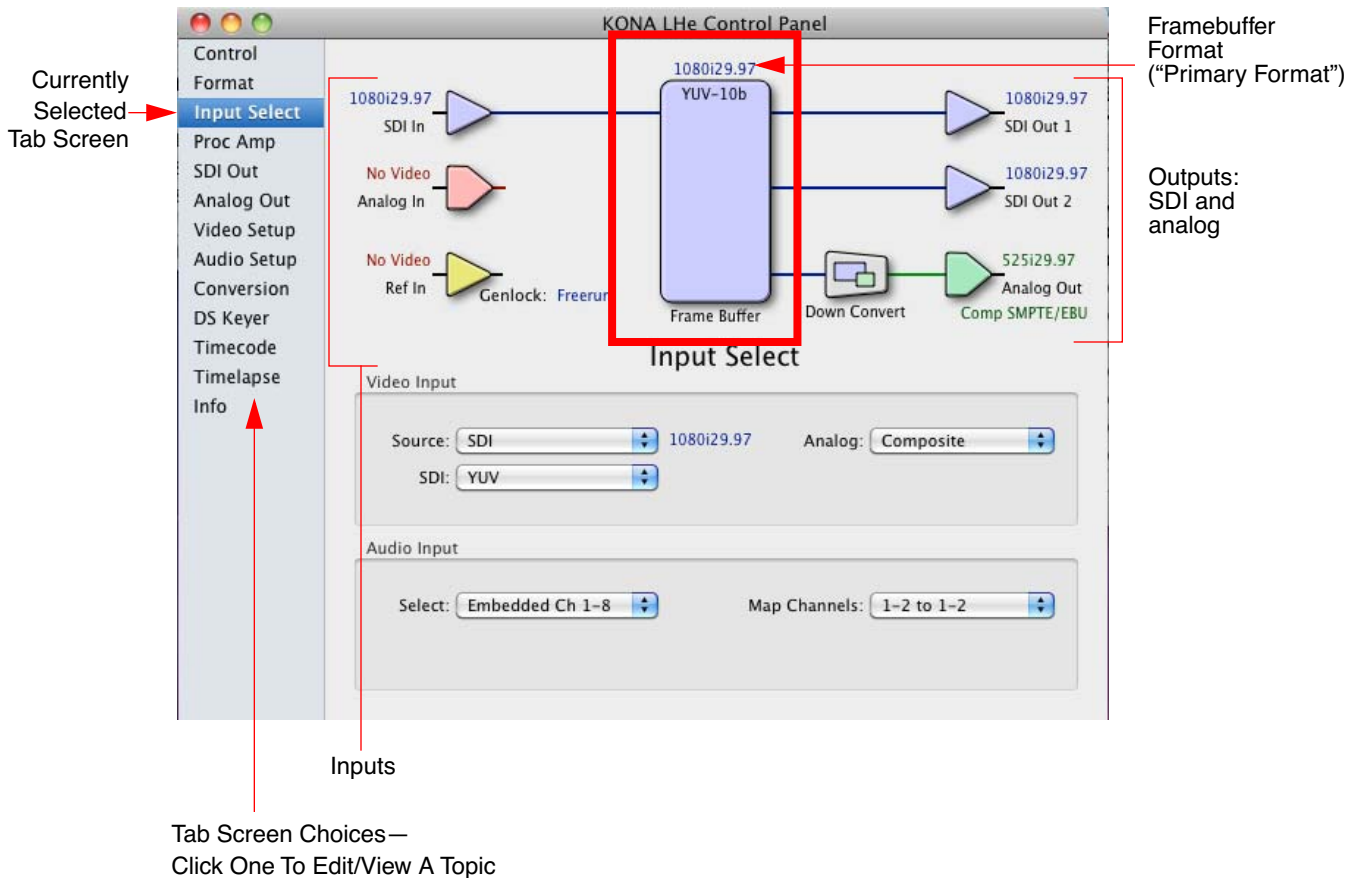 KONA LHe Control Panel
Framebuffer
Format
("Primary Format")
Currently
Selected
Tab Screen
Control
Format
Input Select
Proc Amp
SDI Out
Analog Out
Video Setup
Audio Setup
Conversion
DS Keyer
Timecode
Timelapse
Info
1080i29.97
SDI In
No Video
Analog In
No Video
Ref In
Genlock: Freerun
1080i29.97
YUV-10b
Frame Buffer
1080i29.97
SDI Out 1
1080i29.97
SDI Out 2
Down Convert
525i29.97
Analog Out
Comp SMPTE/EBU
Outputs:
SDI and
analog
Input Select
Video Input
Source: SDI 1080i29.97 Analog: Composite
SDI: YUV
Audio Input
Select: Embedded Ch 1-8 Map Channels: 1-2 to 1-2
Inputs
Tab Screen Choices—
Click One To Edit/View A Topic